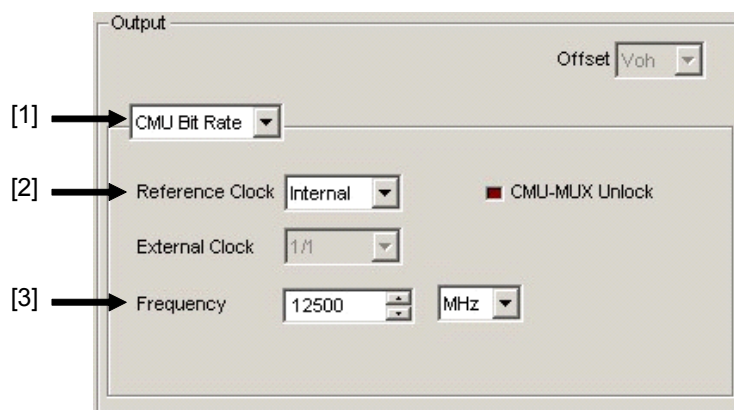 Output
Offset Voh
[1] CMU Bit Rate
[2] Reference Clock Internal CMU-MUX Unlock
External Clock 1/1
[3] Frequency 12500 MHz